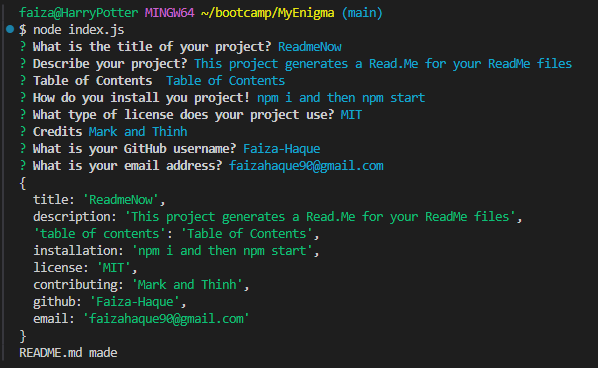 faiza@HarryPotter MINGW64 ~/bootcamp/MyEnigma (main)
$ node index.js
? What is the title of your project? ReadmeNow
? Describe your project? This project generates a Read.Me for your ReadMe files
? Table of Contents  Table of Contents
? How do you install you project! npm i and then npm start
? What type of license does your project use? MIT
? Credits Mark and Thinh
? What is your GitHub username? Faiza-Haque
? What is your email address? faizahaque90@gmail.com
{
  title: 'ReadmeNow',
  description: 'This project generates a Read.Me for your ReadMe files',
  'table of contents': 'Table of Contents',
  installation: 'npm i and then npm start',
  license: 'MIT',
  contributing: 'Mark and Thinh',
  github: 'Faiza-Haque',
  email: 'faizahaque90@gmail.com'
}
README.md made